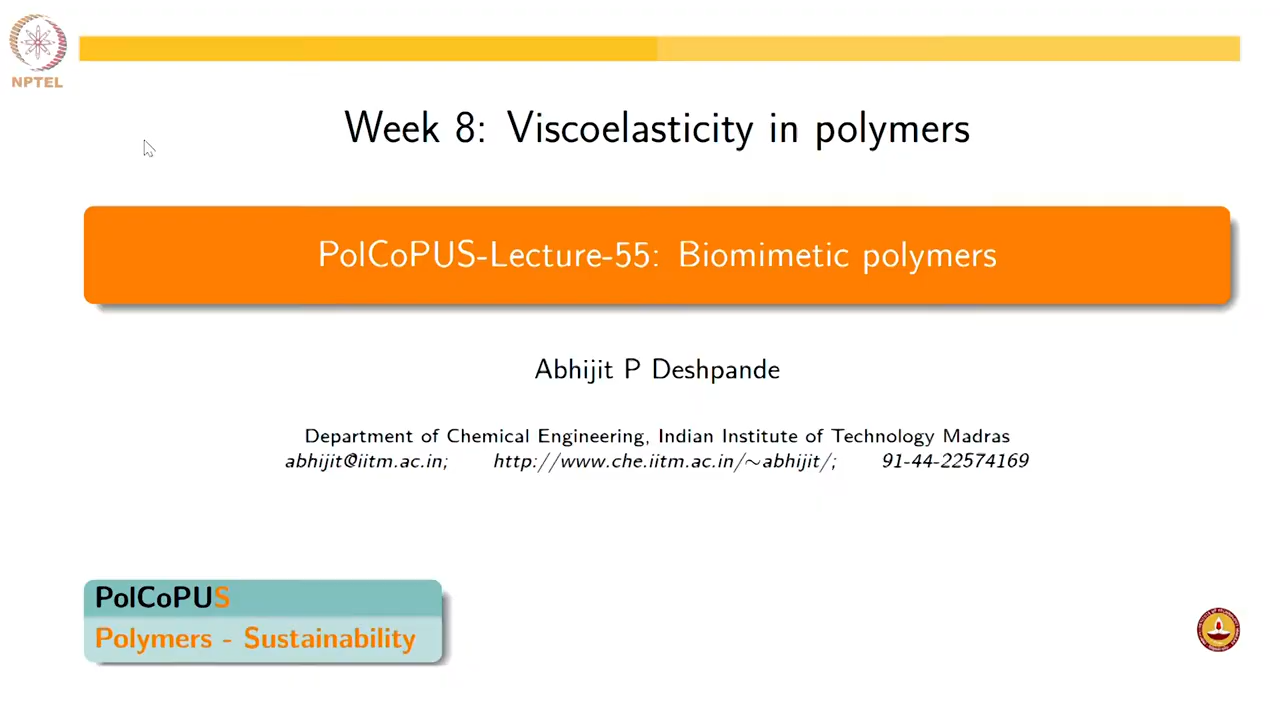 NPTEL
Week 8: Viscoelasticity in polymers
PolCoPUS-Lecture-55: Biomimetic polymers
Abhijit P Deshpande
Department of Chemical Engineering, Indian Institute of Technology Madras
abhijit@iitm.ac.in; http://www.che.iitm.ac.in/~abhijit/; 91-44-22574169
PolCoPUS
Polymers - Sustainability